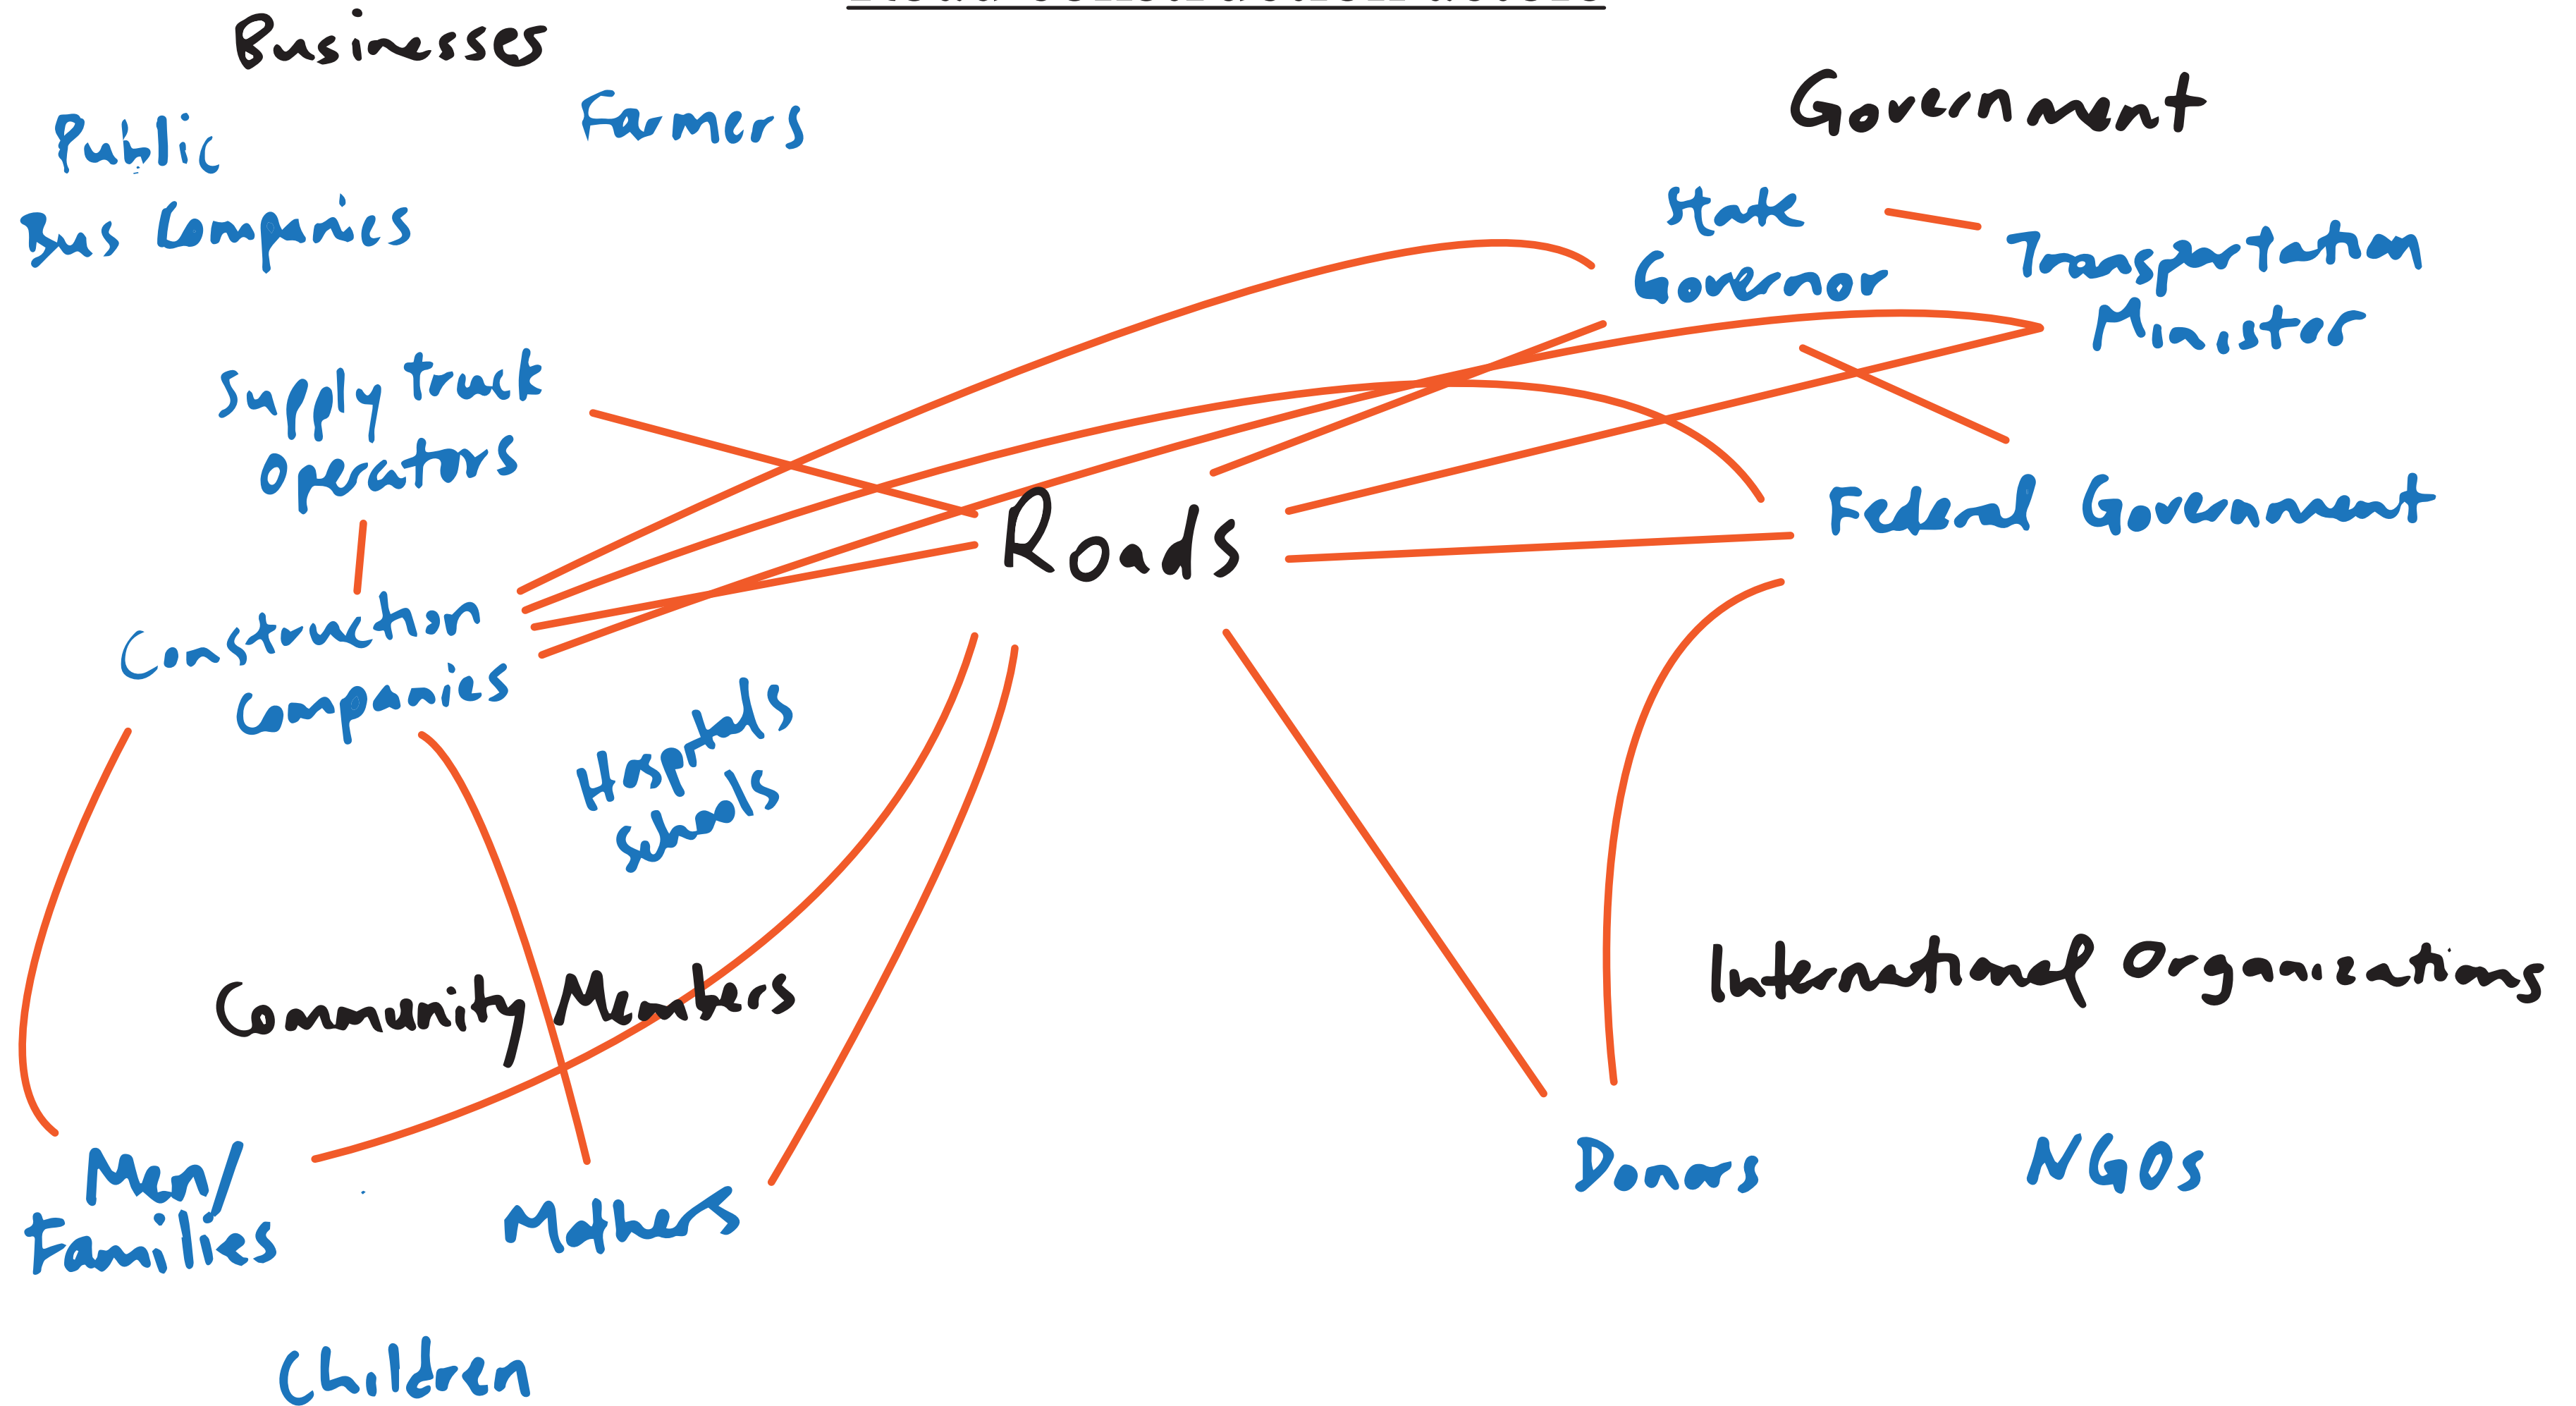 Businesses
Public
Bus Companies
Farmers
Supply truck
operators
Construction
Companies
Hospitals
Schools
Roads
Government
State
Governor
Transportation
Minister
Federal Government
Community Members
Men/
Families
Mothers
Children
International Organizations
Donors
NGOs